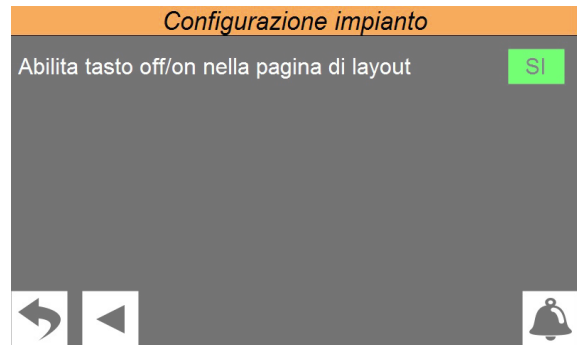 Configurazione impianto
Abilita tasto off/on nella pagina di layout SI